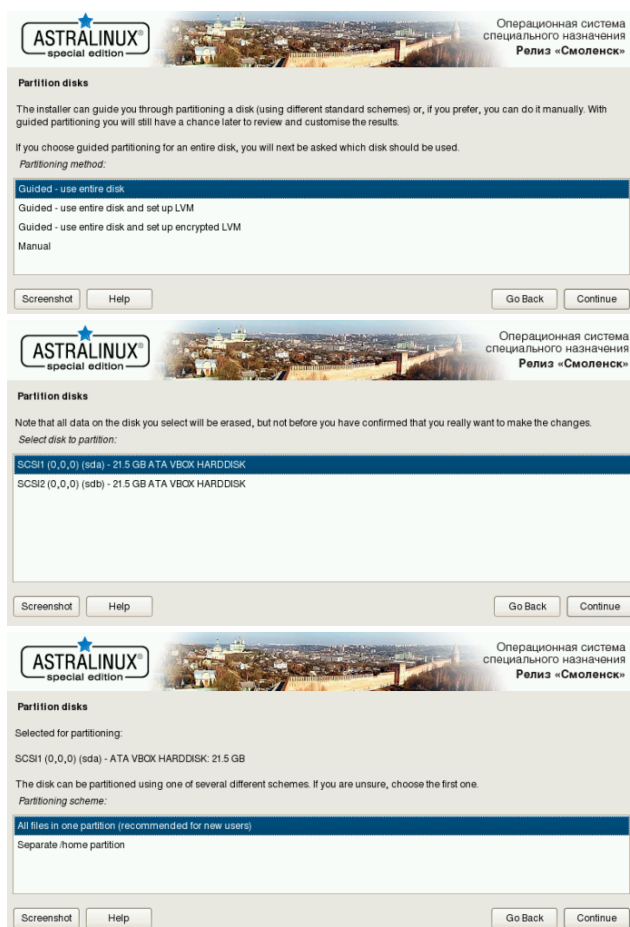 ASTRALINUX®
special edition
Операционная система
специального назначения
Релиз «Смоленск»
Partition disks
The installer can guide you through partitioning a disk (using different standard schemes) or, if you prefer, you can do it manually. With
guided partitioning you will still have a chance later to review and customise the results.
If you choose guided partitioning for an entire disk, you will next be asked which disk should be used.
Partitioning method:
Guided - use entire disk
Guided - use entire disk and set up LVM
Guided - use entire disk and set up encrypted LVM
Manual
Screenshot Help Go Back Continue
ASTRALINUX®
special edition
Операционная система
специального назначения
Релиз «Смоленск»
Partition disks
Note that all data on the disk you select will be erased, but not before you have confirmed that you really want to make the changes.
Select disk to partition:
SCSI1 (0,0,0) (sda) - 21.5 GB ATA VBOX HARDDISK
SCSI2 (0,0,0) (sdb) - 21.5 GB ATA VBOX HARDDISK
Screenshot Help Go Back Continue
ASTRALINUX®
special edition
Операционная система
специального назначения
Релиз «Смоленск»
Partition disks
Selected for partitioning:
SCSI1 (0,0,0) (sda) - ATA VBOX HARDDISK: 21.5 GB
The disk can be partitioned using one of several different schemes. If you are unsure, choose the first one.
Partitioning scheme:
All files in one partition (recommended for new users)
Separate /home partition
Screenshot Help Go Back Continue